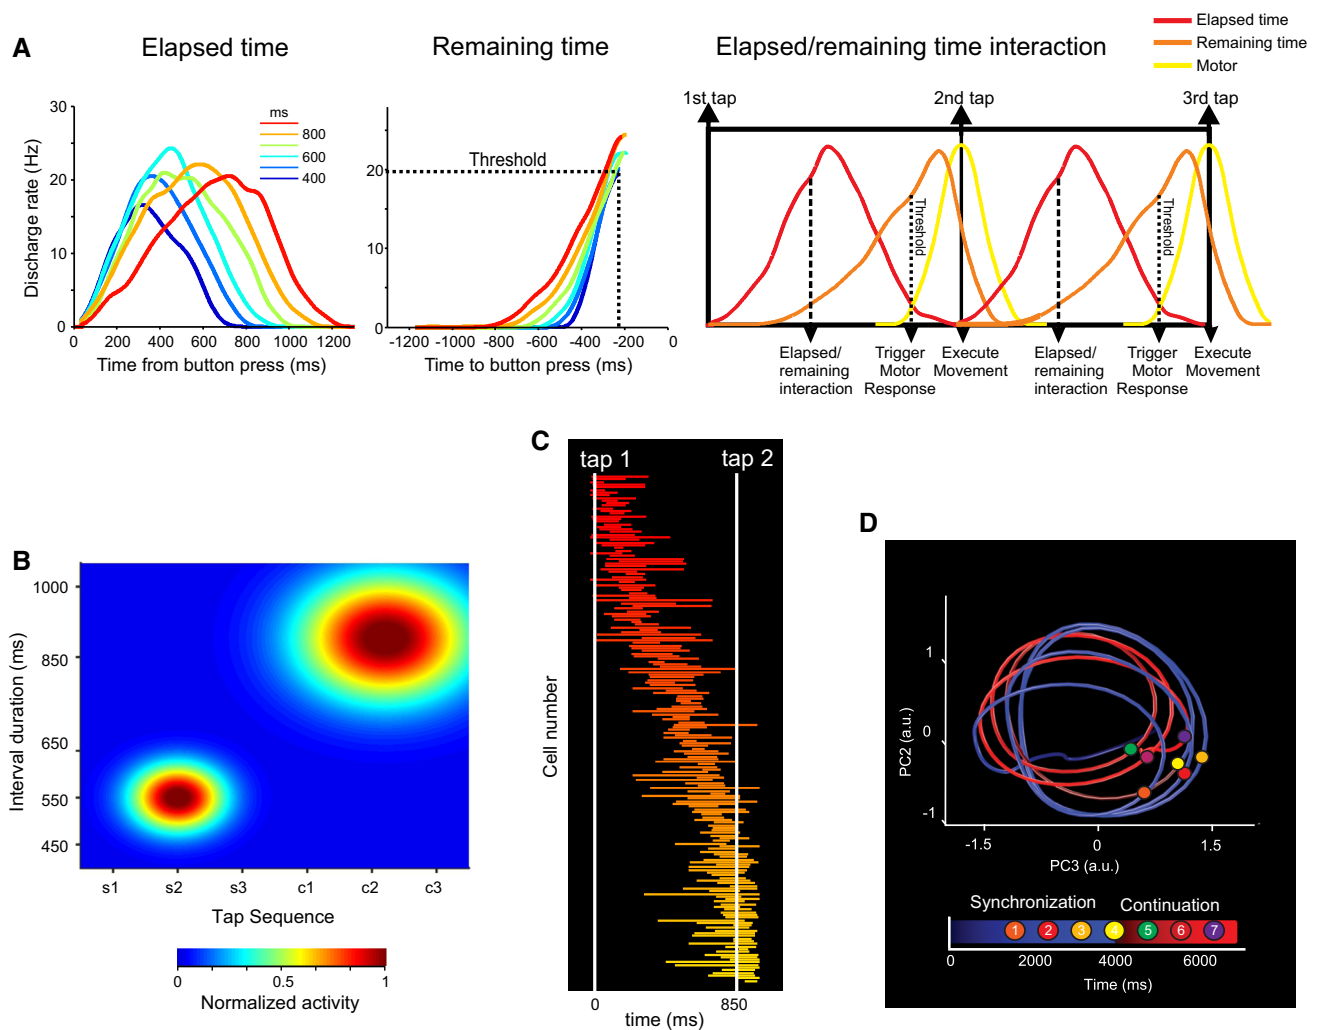 A
Elapsed time
Remaining time
Elapsed/remaining time interaction
Elapsed time
Remaining time
Motor
30
20
10
0
Discharge rate (Hz)
ms
800
600
400
0 200 400 600 800 1000 1200
Time from button press (ms)
20
10
0
Threshold
-1200 -1000 -800 -600 -400 -200 0
Time to button press (ms)
1st tap
2nd tap
3rd tap
Threshold
Threshold
Elapsed/
remaining
interaction
Trigger
Motor
Response
Execute
Movement
Elapsed/
remaining
interaction
Trigger
Motor
Response
Execute
Movement
B
1000
850
650
550
450
Interval duration (ms)
s1 s2 s3 c1 c2 c3
Tap Sequence
0 0.5 1
Normalized activity
C
tap 1
tap 2
Cell number
0 850
time (ms)
D
1
0
-1
PC2 (a.u.)
-1.5 0 1.5
PC3 (a.u.)
Synchronization
Continuation
1 2 3 4 5 6 7
0 2000 4000 6000
Time (ms)